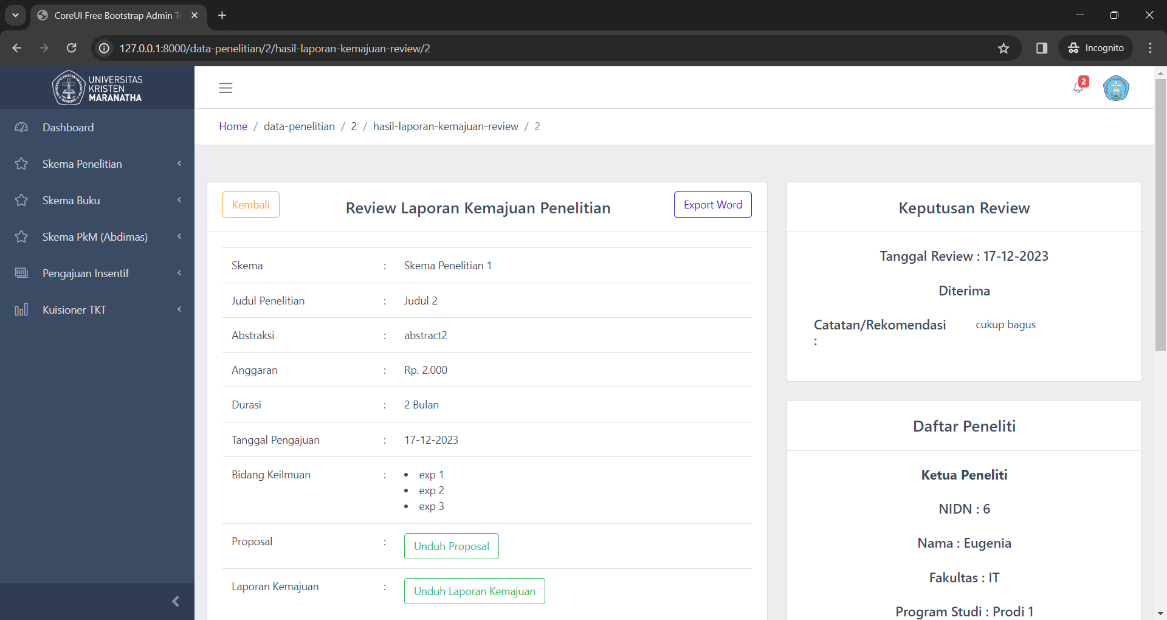 CoreUI Free Bootstrap Admin T
127.0.0.1:8000/data-penelitian/2/hasil-laporan-kemajuan-review/2
Incognito
UNIVERSITAS
KRISTEN
MARANATHA
2
Dashboard
Skema Penelitian
Skema Buku
Skema PkM (Abdimas)
Pengajuan Insentif
Kuisioner TKT
Home / data-penelitian / 2 / hasil-laporan-kemajuan-review / 2
Kembali
Review Laporan Kemajuan Penelitian
Export Word
Skema : Skema Penelitian 1
Judul Penelitian : Judul 2
Abstraksi : abstract2
Anggaran : Rp. 2.000
Durasi : 2 Bulan
Tanggal Pengajuan : 17-12-2023
Bidang Keilmuan : • exp 1
• exp 2
• exp 3
Proposal : Unduh Proposal
Laporan Kemajuan : Unduh Laporan Kemajuan
Keputusan Review
Tanggal Review : 17-12-2023
Diterima
Catatan/Rekomendasi cukup bagus
:
Daftar Peneliti
Ketua Peneliti
NIDN : 6
Nama : Eugenia
Fakultas : IT
Program Studi : Prodi 1